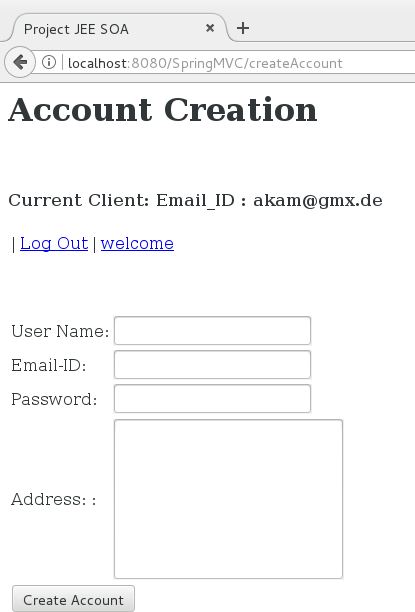 Project JEE SOA
localhost:8080/SpringMVC/createAccount
Account Creation
Current Client: Email_ID : akam@gmx.de
| Log Out | welcome
User Name:
Email-ID:
Password:
Address: :
Create Account